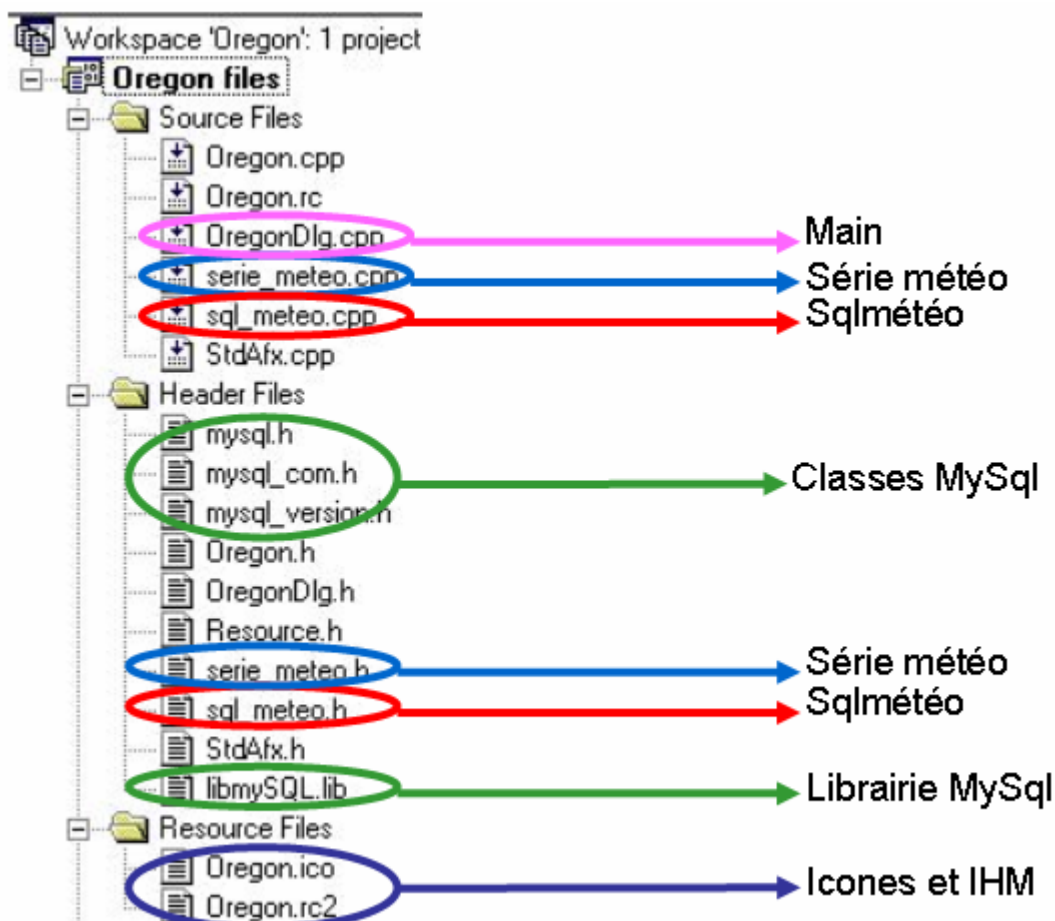 Workspace 'Oregon': 1 project
Oregon files
Source Files
Oregon.cpp
Oregon.rc
OregonDlg.cpp Main
serie_meteo.cpp Série météo
sql_meteo.cpp Sqlmétéo
StdAfx.cpp
Header Files
mysql.h
mysql_com.h Classes MySql
mysql_version.h
Oregon.h
OregonDlg.h
Resource.h
serie_meteo.h Série météo
sql_meteo.h Sqlmétéo
StdAfx.h
libmySQL.lib Librairie MySql
Resource Files
Oregon.ico Icones et IHM
Oregon.rc2